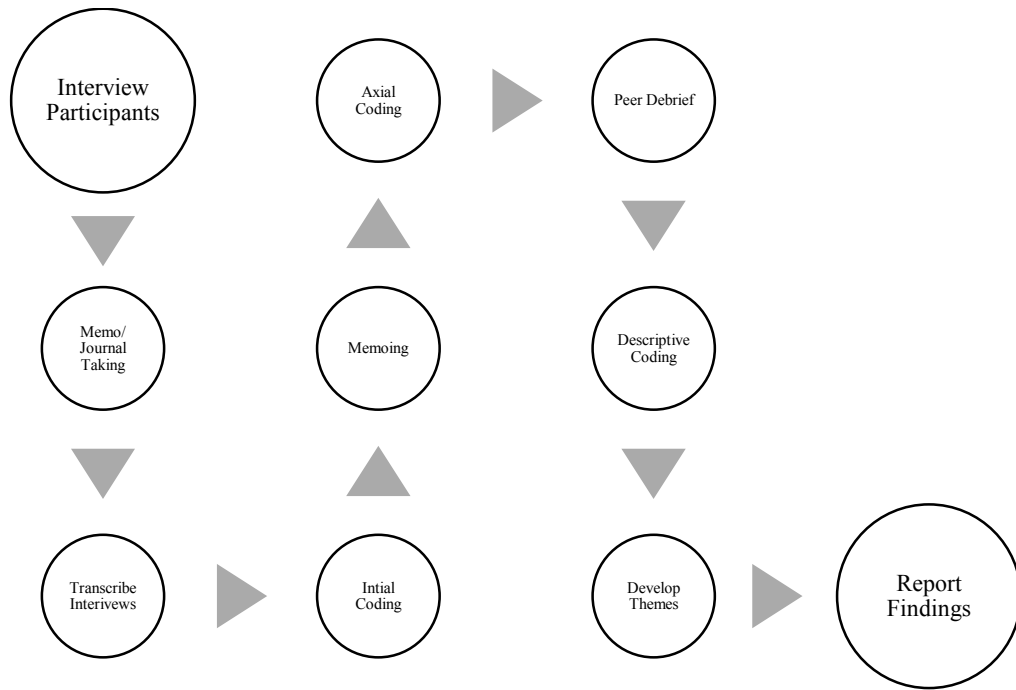 Interview
Participants
Memo/
Journal
Taking
Transcribe
Interivews
Intial
Coding
Memoing
Axial
Coding
Peer Debrief
Descriptive
Coding
Develop
Themes
Report
Findings